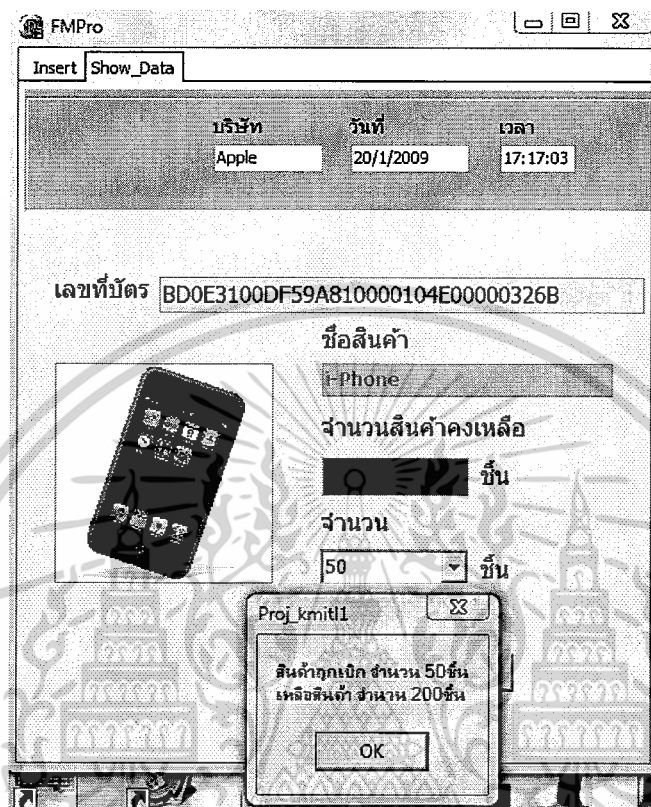 FMPro
Insert Show_Data
บริษัท วันที่ เวลา
Apple 20/1/2009 17:17:03
เลขที่บัตร BD0E3100DF59A810000104E00000326B
ชื่อสินค้า
i-Phone
จำนวนสินค้าคงเหลือ
ชิ้น
จำนวน
50 ชิ้น
Proj_kmitl1
สินค้าถูกเบิก จำนวน 50ชิ้น
เหลือสินค้า จำนวน 200ชิ้น
OK